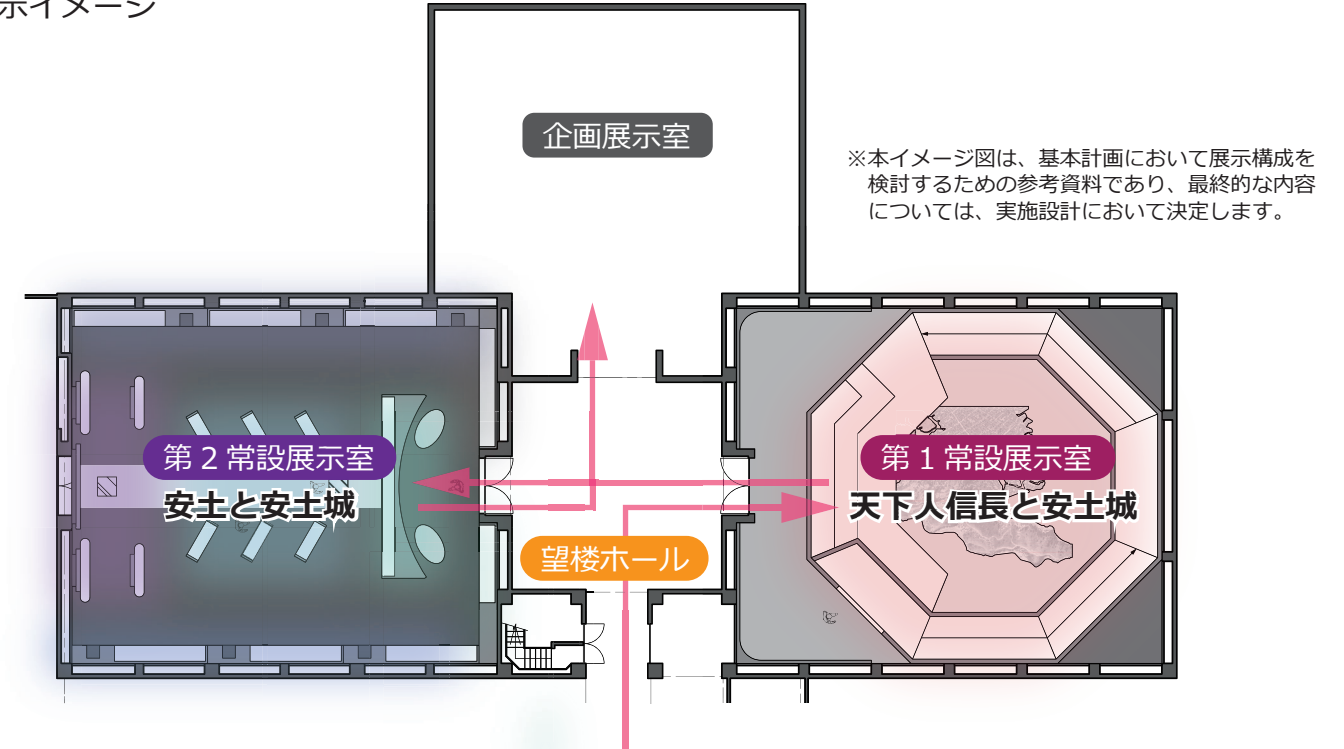 示イメージ
企画展示室
※本イメージ図は、基本計画において展示構成を
検討するための参考資料であり、最終的な内容
については、実施設計において決定します。
第2常設展示室
安土と安土城
第1常設展示室
天下人信長と安土城
望楼ホール